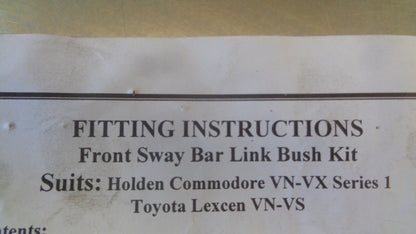 FITTING INSTRUCTIONS
Front Sway Bar Link Bush Kit
Suits: Holden Commodore VN-VX Series 1
Toyota Lexcen VN-VS